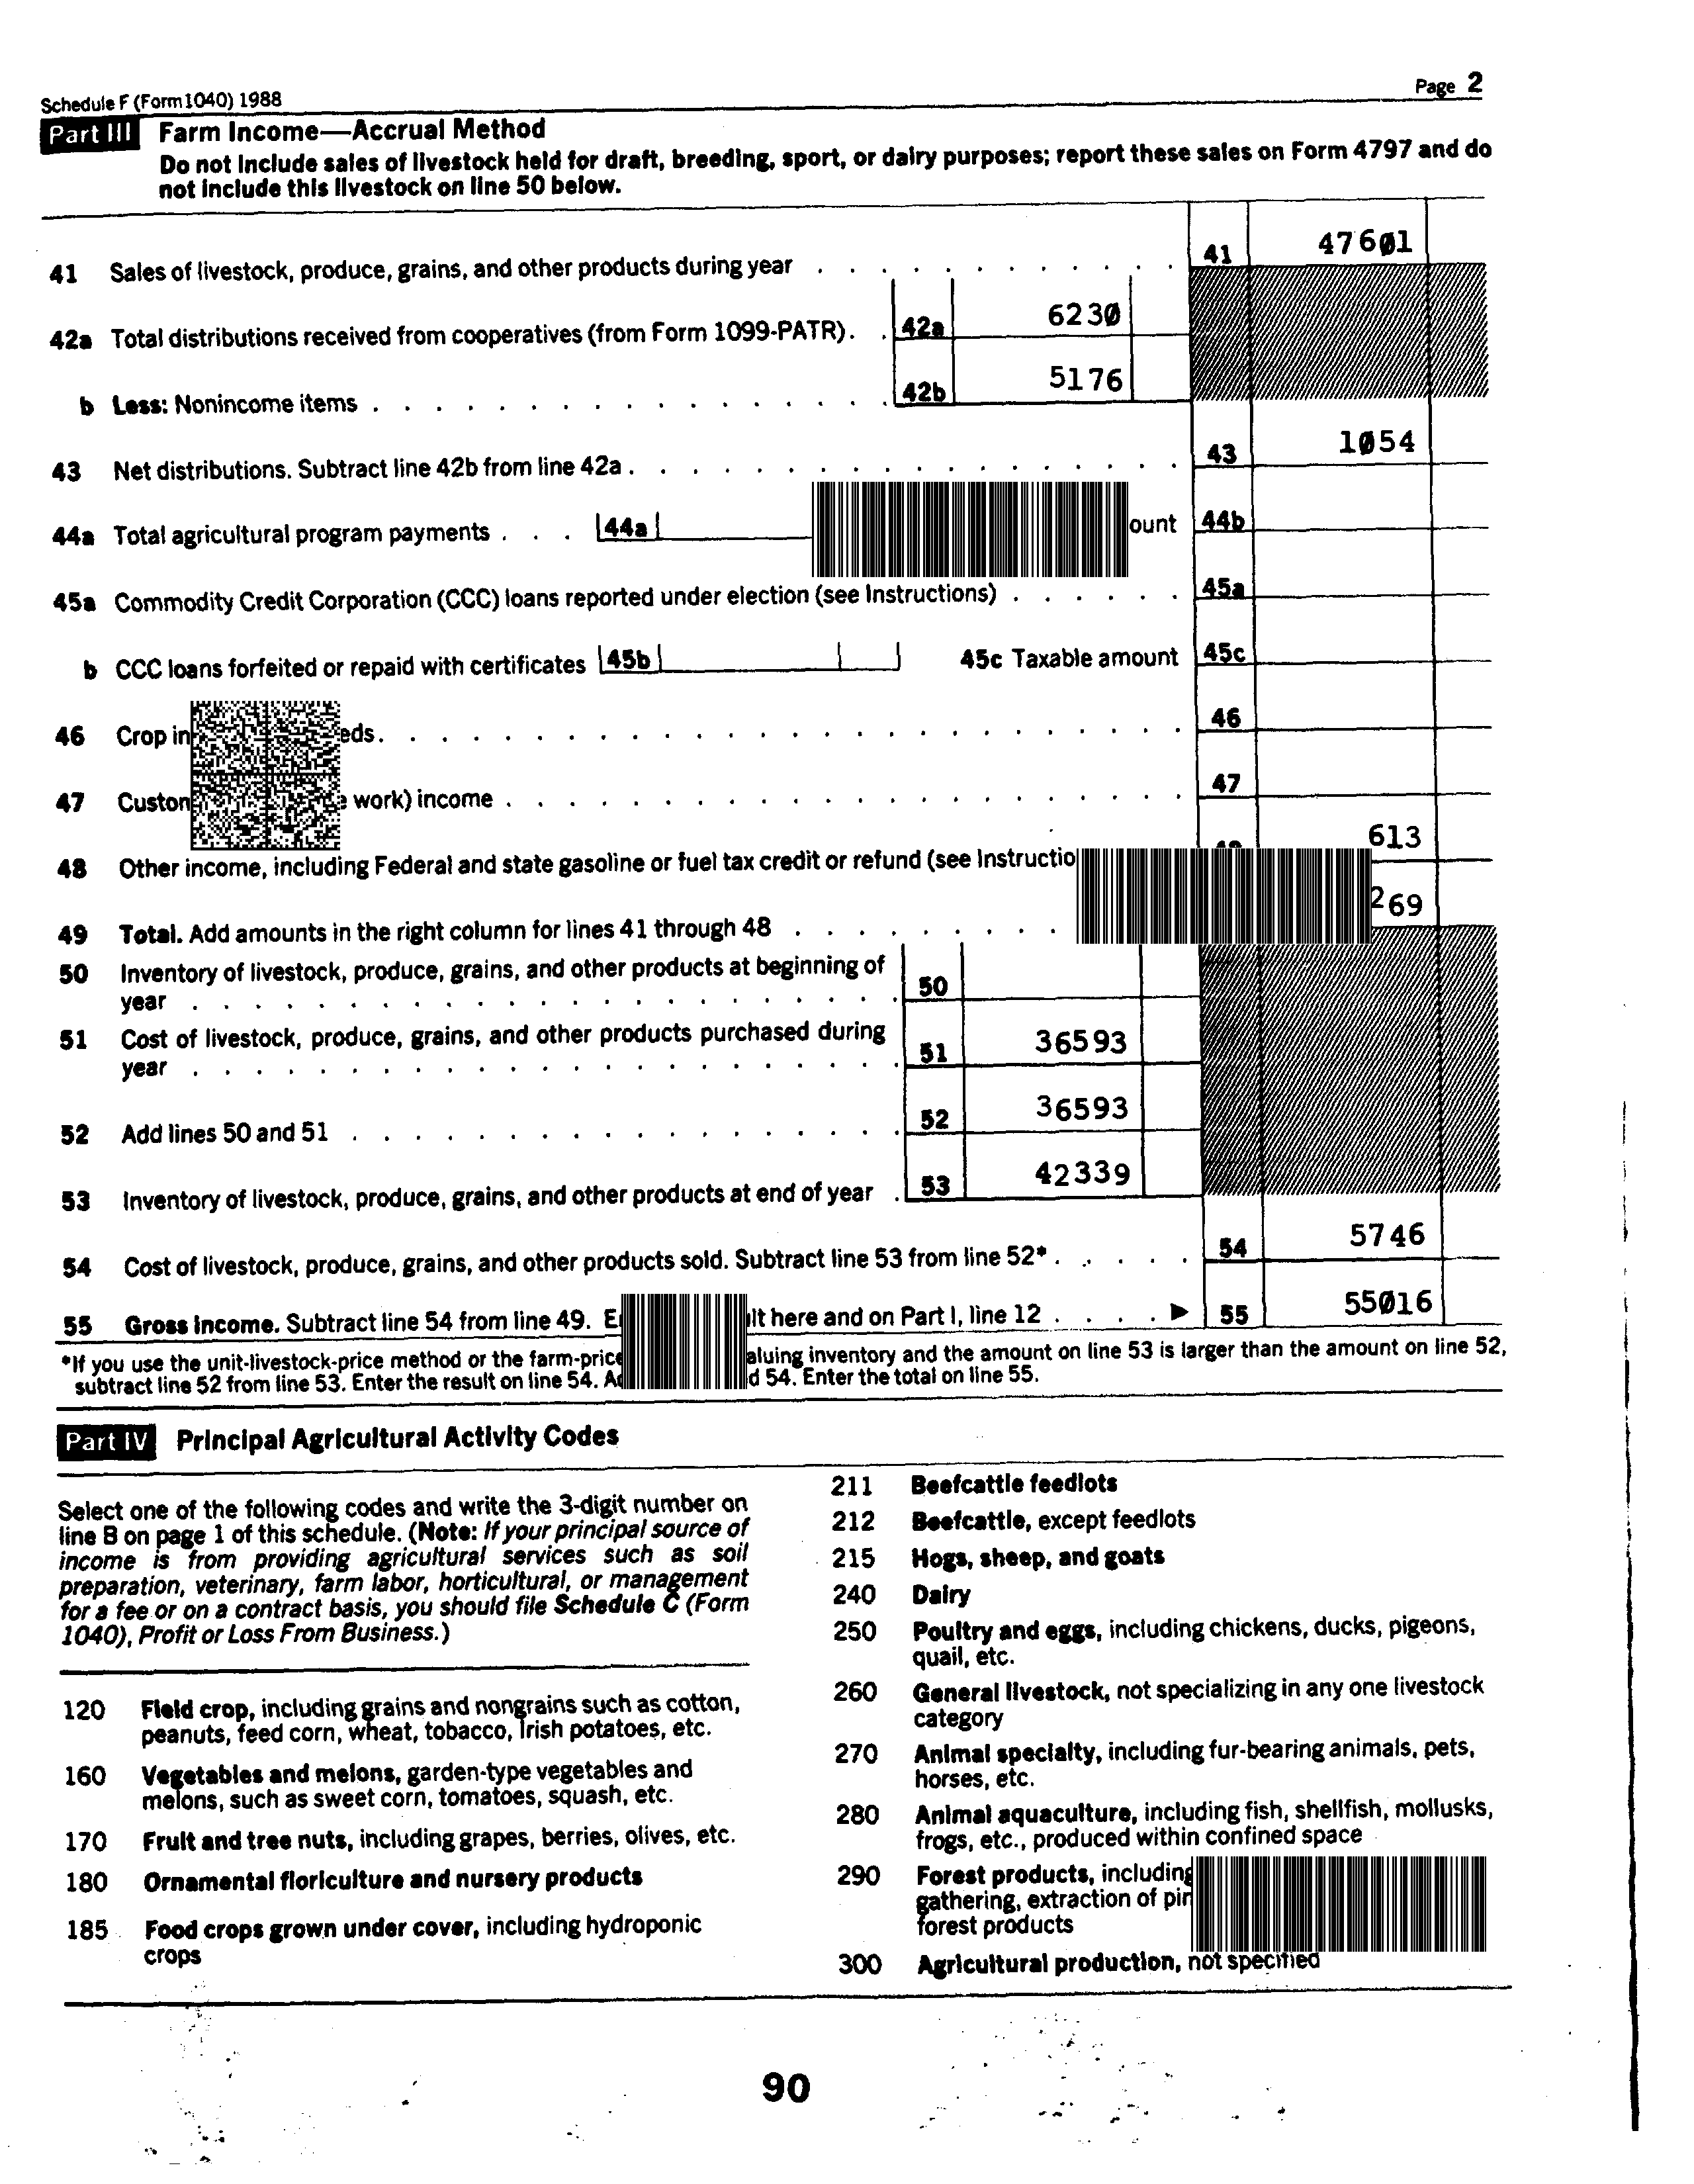 Schedule F (Form 1040) 1988 Page 2
Part III Farm Income—Accrual Method
Do not include sales of livestock held for draft, breeding, sport, or dairy purposes; report these sales on Form 4797 and do
not include this livestock on line 50 below.
41 Sales of livestock, produce, grains, and other products during year . . . . . . . . . . . . 41 47601
42a Total distributions received from cooperatives (from Form 1099-PATR). . 42a 6230
b Less: Nonincome items . . . . . . . . . . . . . . . . . 42b 5176
43 Net distributions. Subtract line 42b from line 42a . . . . . . . . . . . . . . . . . . 43 1054
44a Total agricultural program payments . . . 44a ount 44b
45a Commodity Credit Corporation (CCC) loans reported under election (see Instructions) . . . . . . 45a
b CCC loans forfeited or repaid with certificates 45b 45c Taxable amount 45c
46 Crop in eds. . . . . . . . . . . . . . . . . . . . . . . . . . 46
47 Custon work) income . . . . . . . . . . . . . . . . . . . . . . 47
48 Other income, including Federal and state gasoline or fuel tax credit or refund (see Instructio 613
49 Total. Add amounts in the right column for lines 41 through 48 . . . . . . . . . 269
50 Inventory of livestock, produce, grains, and other products at beginning of
year . . . . . . . . . . . . . . . . . . . . . . . 50
51 Cost of livestock, produce, grains, and other products purchased during
year . . . . . . . . . . . . . . . . . . . . . . . 51 36593
52 Add lines 50 and 51 . . . . . . . . . . . . . . . . . . 52 36593
53 Inventory of livestock, produce, grains, and other products at end of year . 53 42339
54 Cost of livestock, produce, grains, and other products sold. Subtract line 53 from line 52* . . . . . 54 5746
55 Gross income. Subtract line 54 from line 49. lt here and on Part I, line 12 . . . . ▶ 55 55016
*If you use the unit-livestock-price method or the farm-price aluing inventory and the amount on line 53 is larger than the amount on line 52,
subtract line 52 from line 53. Enter the result on line 54. d 54. Enter the total on line 55.
Part IV Principal Agricultural Activity Codes
Select one of the following codes and write the 3-digit number on
line B on page 1 of this schedule. (Note: If your principal source of
income is from providing agricultural services such as soil
preparation, veterinary, farm labor, horticultural, or management
for a fee or on a contract basis, you should file Schedule C (Form
1040), Profit or Loss From Business.)
120 Field crop, including grains and nongrains such as cotton,
peanuts, feed corn, wheat, tobacco, Irish potatoes, etc.
160 Vegetables and melons, garden-type vegetables and
melons, such as sweet corn, tomatoes, squash, etc.
170 Fruit and tree nuts, including grapes, berries, olives, etc.
180 Ornamental floriculture and nursery products
185 Food crops grown under cover, including hydroponic
crops
211 Beefcattle feedlots
212 Beefcattle, except feedlots
215 Hogs, sheep, and goats
240 Dairy
250 Poultry and eggs, including chickens, ducks, pigeons,
quail, etc.
260 General livestock, not specializing in any one livestock
category
270 Animal specialty, including fur-bearing animals, pets,
horses, etc.
280 Animal aquaculture, including fish, shellfish, mollusks,
frogs, etc., produced within confined space
290 Forest products, including
gathering, extraction of
forest products
300 Agricultural production, not specified
90